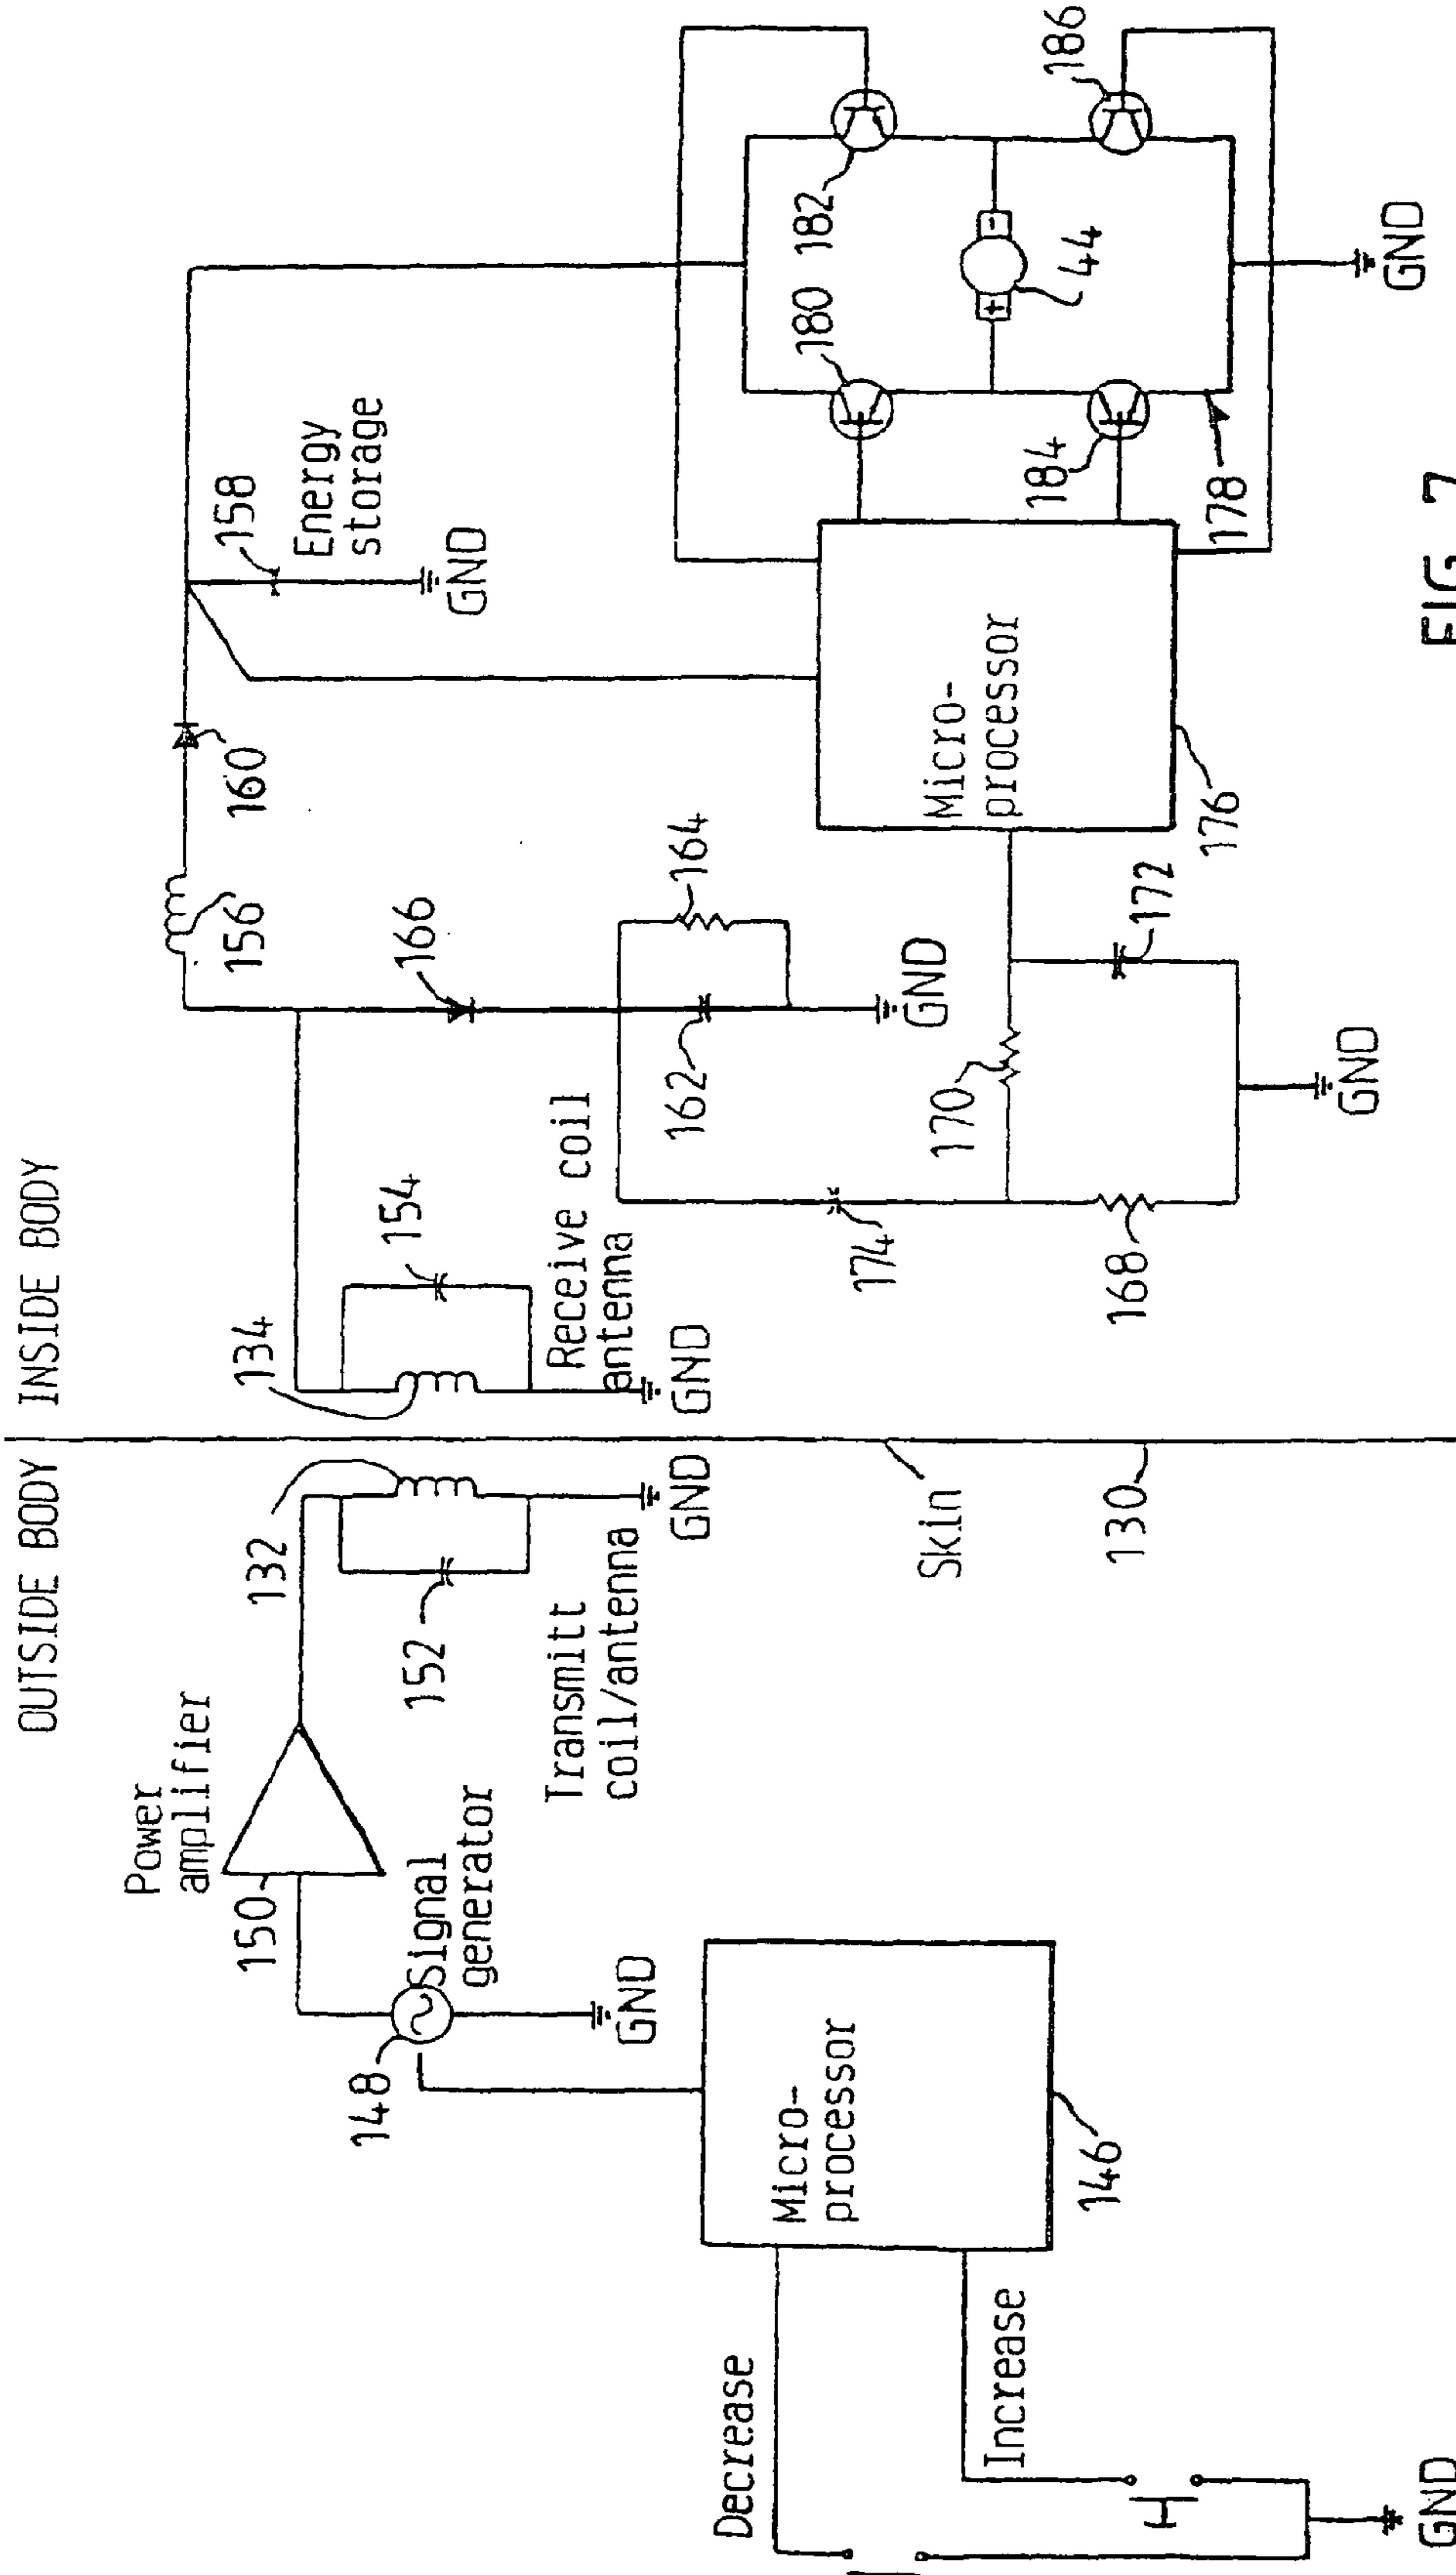 OUTSIDE BODY
INSIDE BODY
Power
amplifier
150
148
Signal
generator
GND
132
152
Transmitt
coil/antenna
GND
134
154
Receive coil
antenna
GND
156
160
158
Energy
storage
GND
166
162
164
GND
174
170
168
172
GND
Micro-
processor
176
180
182
184
186
+
-
44
178
GND
Skin
130
Micro-
processor
146
Decrease
Increase
GND